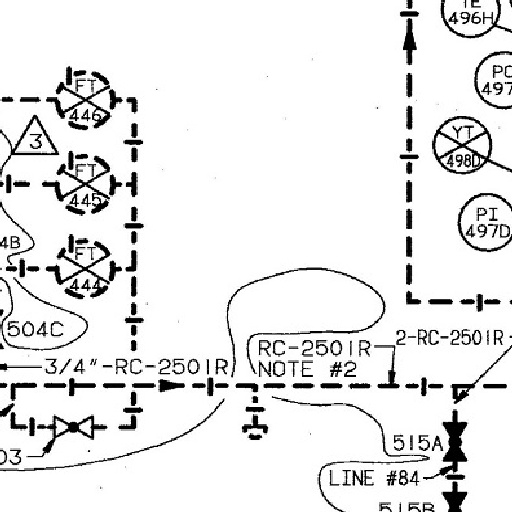 TE
496H
PC
497
FT
446
3
YT
498D
FT
445
PI
497D
4B
FT
444
504C
2-RC-2501R
3/4"-RC-2501R
RC-2501R
NOTE #2
515A
03
LINE #84
515B